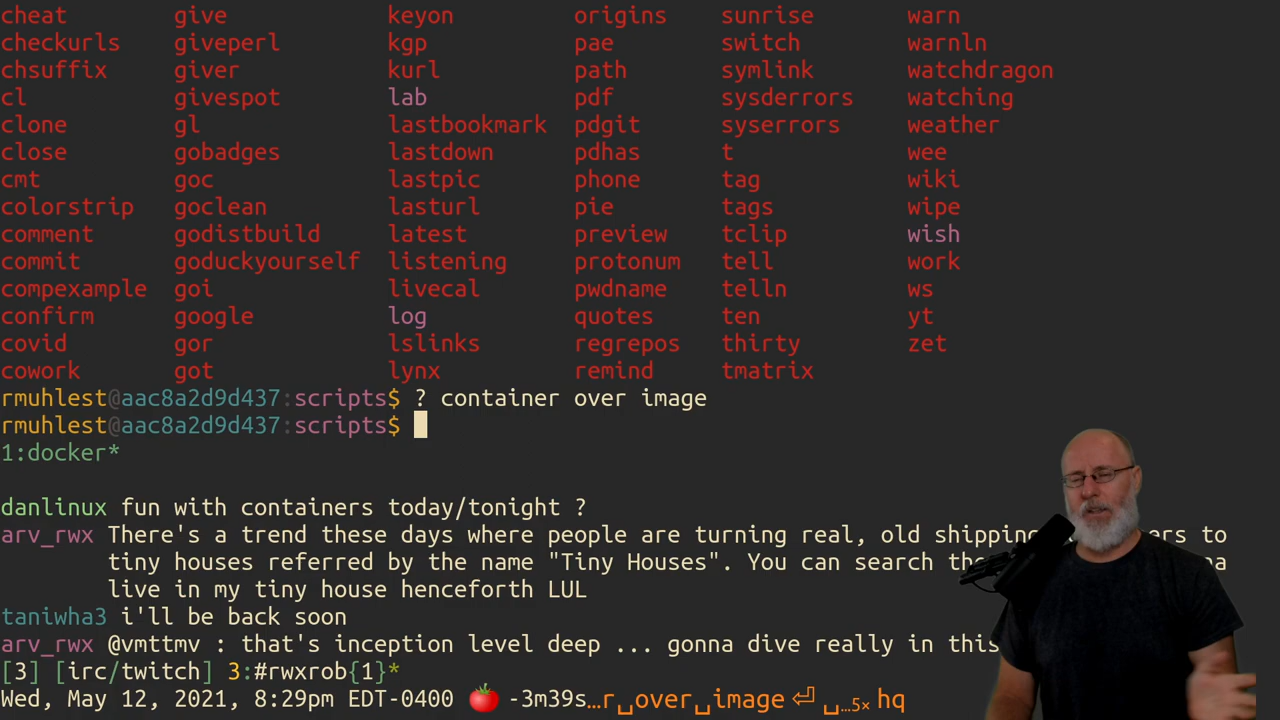 cheat give keyon origins sunrise warn
checkurls giveperl kgp pae switch warnln
chsuffix giver kurl path symlink watchdragon
cl givespot lab pdf sysderrors watching
clone gl lastbookmark pdgit syserrors weather
close gobadges lastdown pdhas t wee
cmt goc lastpic phone tag wiki
colorstrip goclean lasturl pie tags wipe
comment godistbuild latest preview tclip wish
commit goduckyourself listening protonum tell work
compexample goi livecal pwdname telln ws
confirm google log quotes ten yt
covid gor lslinks regrepos thirty zet
cowork got lynx remind tmatrix
rmuhlest@aac8a2d9d437:scripts$ ? container over image
rmuhlest@aac8a2d9d437:scripts$
1:docker*
danlinux fun with containers today/tonight ?
arv_rwx There's a trend these days where people are turning real, old shipping ers to
tiny houses referred by the name "Tiny Houses". You can search th na
live in my tiny house henceforth LUL
taniwha3 i'll be back soon
arv_rwx @vmttmv : that's inception level deep ... gonna dive really in this
[3] [irc/twitch] 3:#rwxrob{1}*
Wed, May 12, 2021, 8:29pm EDT-0400 🍅 -3m39s…r␣over␣image⏎ ␣…5× hq